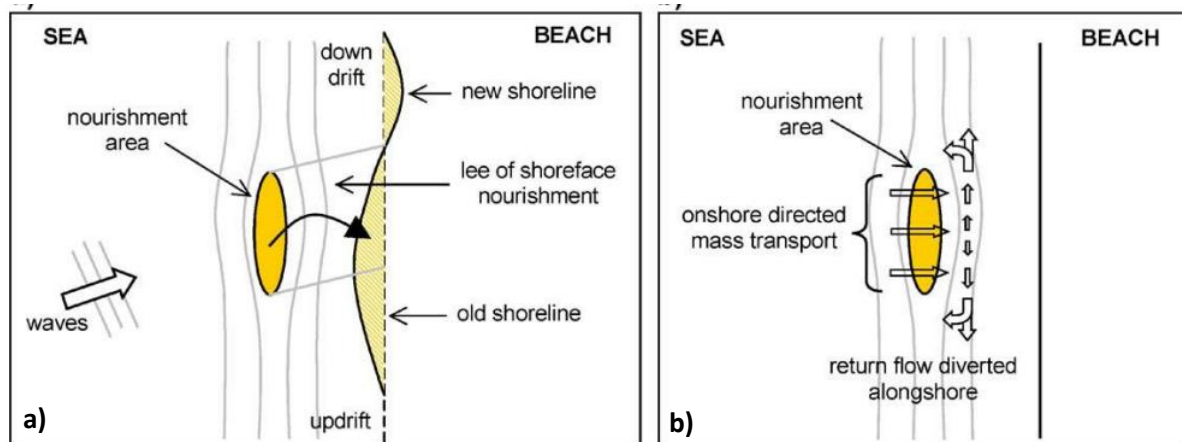 SEA
BEACH
down
drift
new shoreline
nourishment
area
lee of shoreface
nourishment
waves
old shoreline
updrift
a)
SEA
BEACH
nourishment
area
onshore directed
mass transport
return flow diverted
alongshore
b)